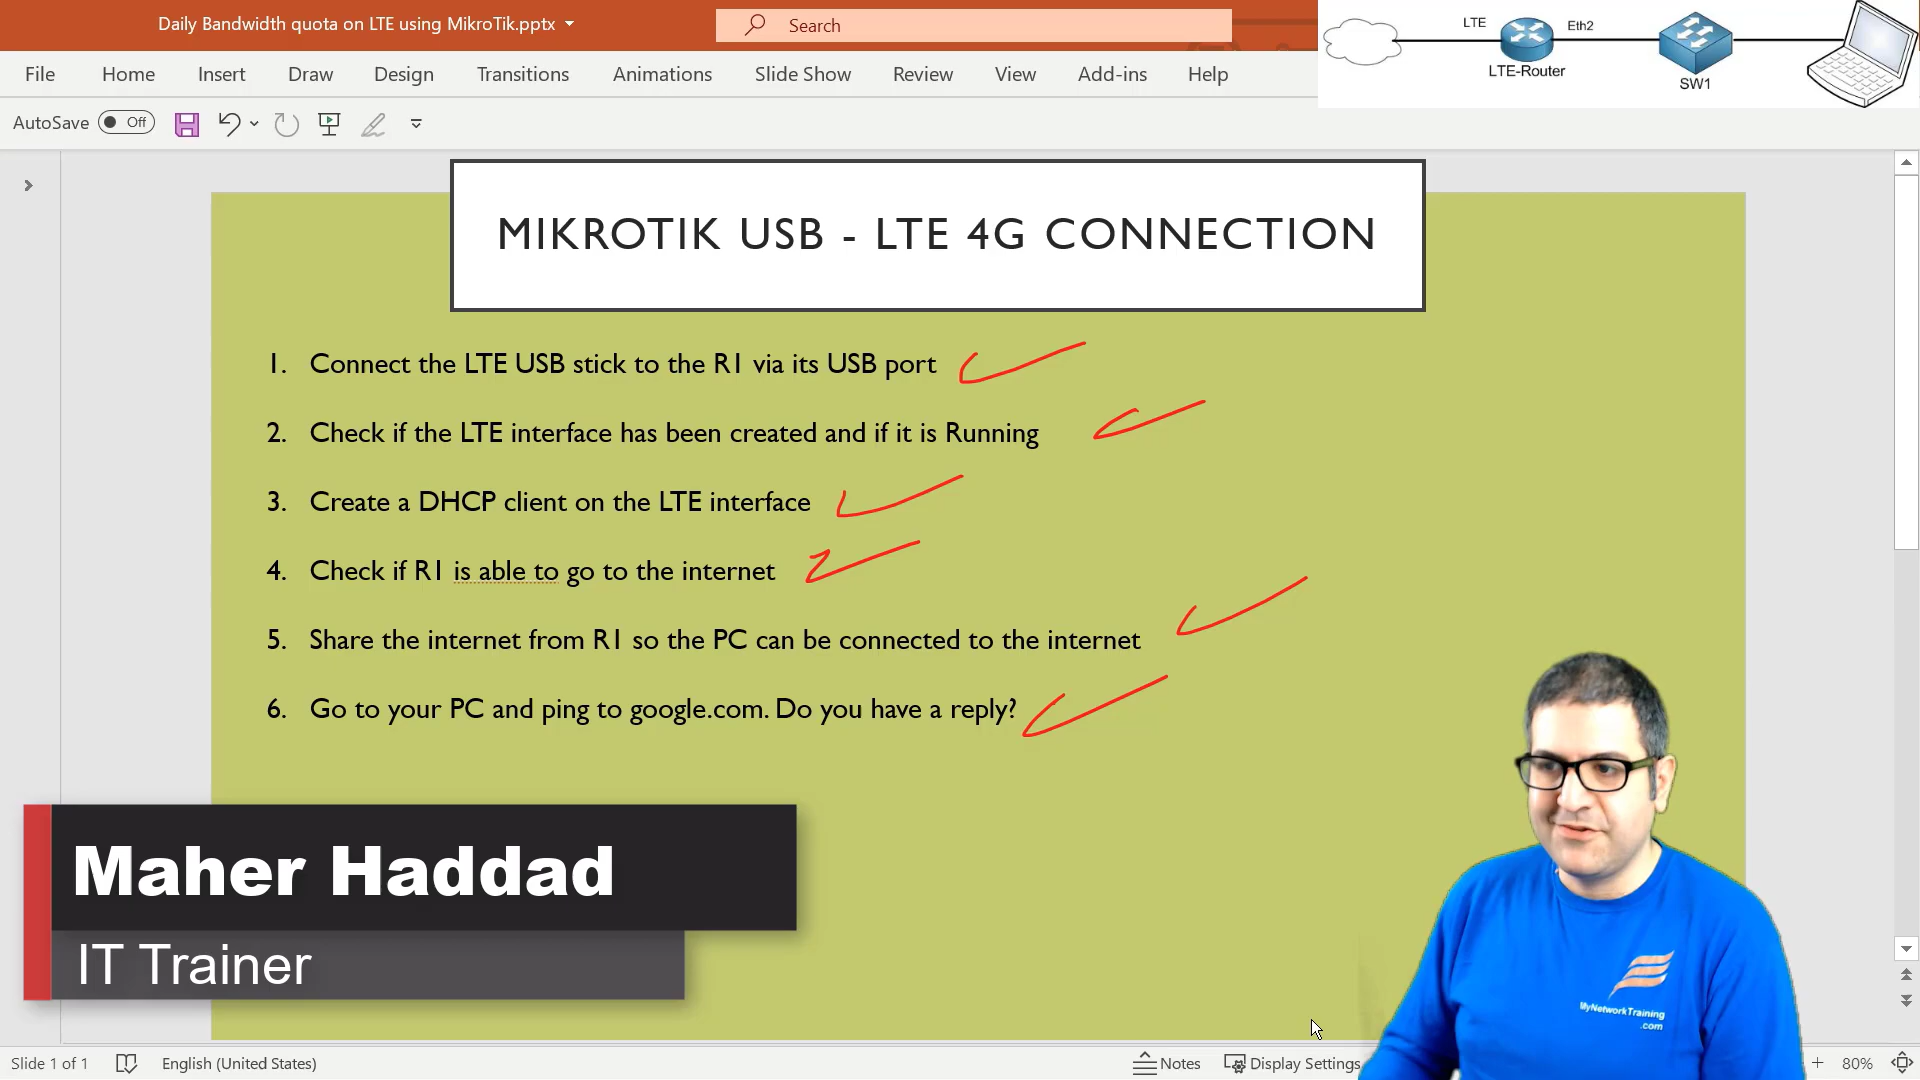 Daily Bandwidth quota on LTE using MikroTik.pptx
Search
LTE
Eth2
LTE-Router
SW1
File Home Insert Draw Design Transitions Animations Slide Show Review View Add-ins Help
AutoSave Off
MIKROTIK USB - LTE 4G CONNECTION
1. Connect the LTE USB stick to the R1 via its USB port
2. Check if the LTE interface has been created and if it is Running
3. Create a DHCP client on the LTE interface
4. Check if R1 is able to go to the internet
5. Share the internet from R1 so the PC can be connected to the internet
6. Go to your PC and ping to google.com. Do you have a reply?
Maher Haddad
IT Trainer
MyNetworkTraining
.com
Slide 1 of 1 English (United States) Notes Display Settings 80%